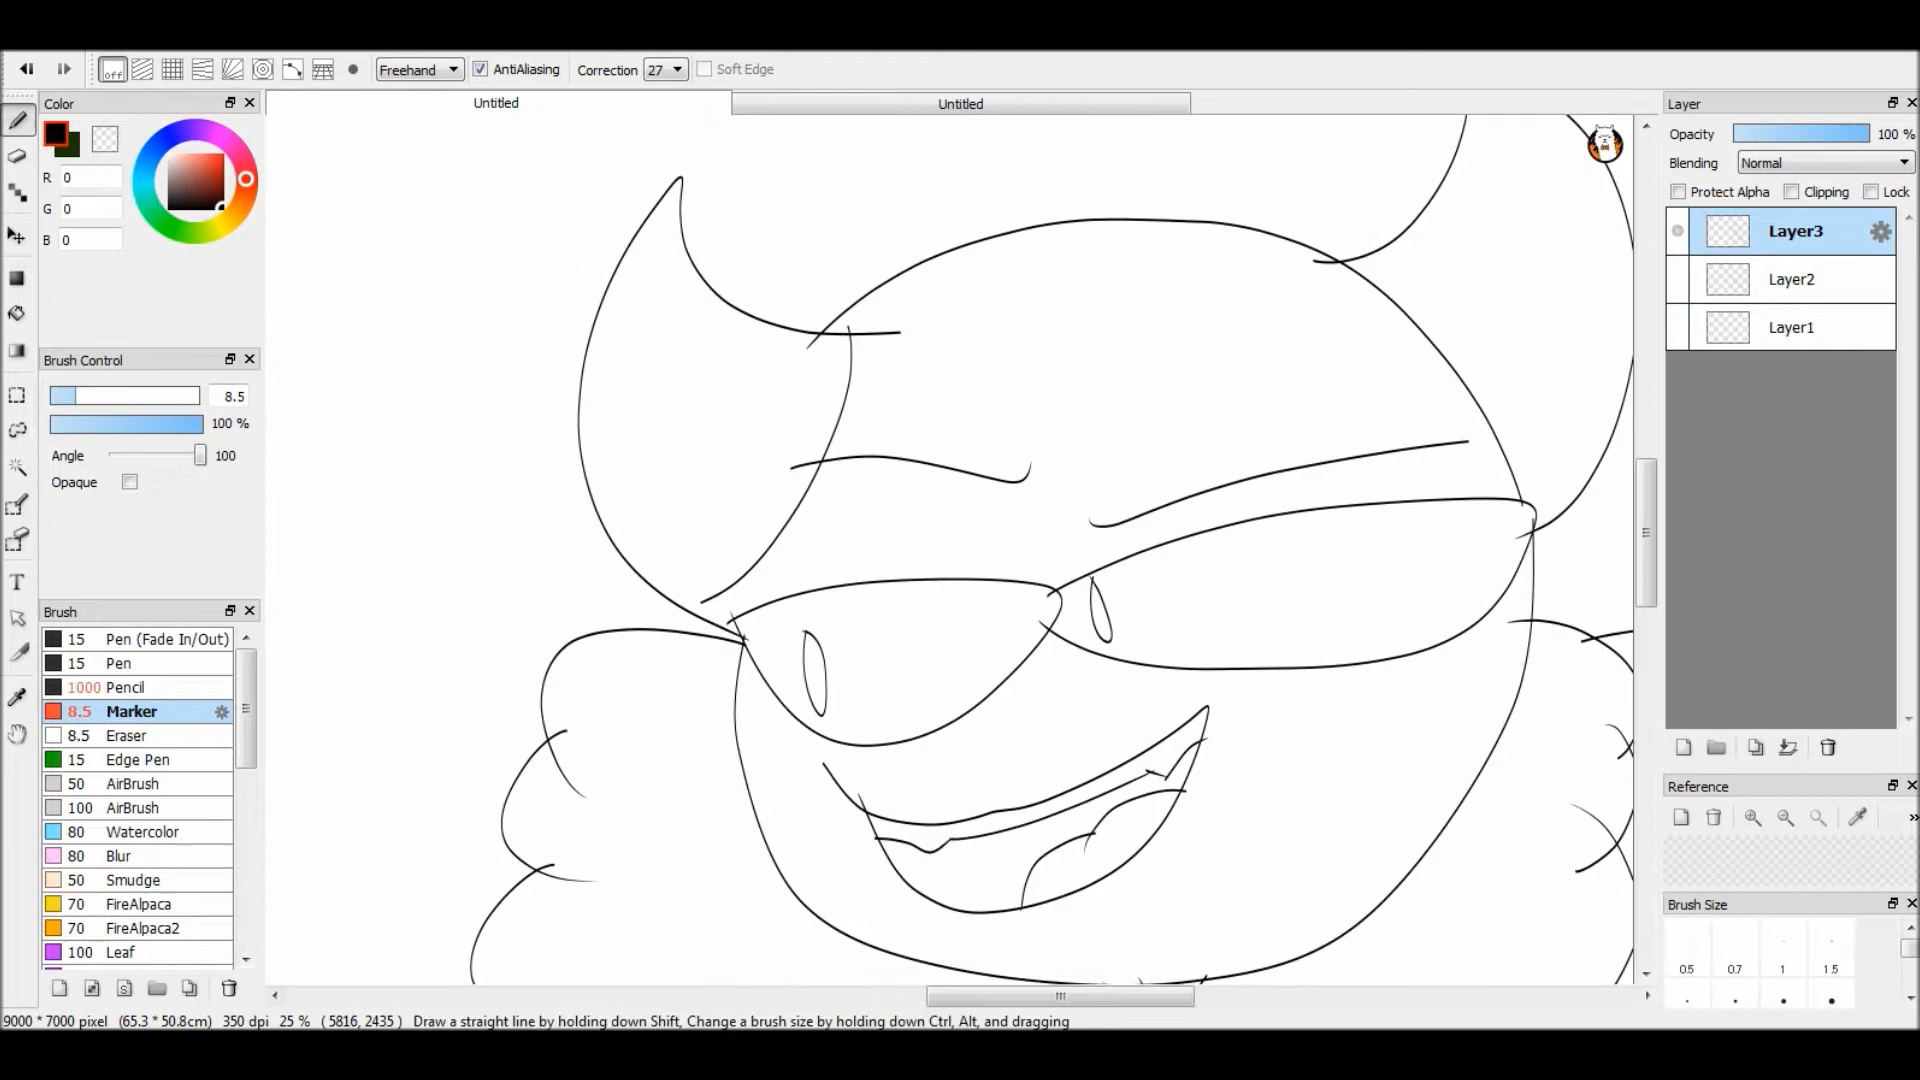 off Freehand AntiAliasing Correction 27 Soft Edge
Color
R 0
G 0
B 0
Brush Control
8.5
100 %
Angle 100
Opaque
Brush
15 Pen (Fade In/Out)
15 Pen
1000 Pencil
8.5 Marker
8.5 Eraser
15 Edge Pen
50 AirBrush
100 AirBrush
80 Watercolor
80 Blur
50 Smudge
70 FireAlpaca
70 FireAlpaca2
100 Leaf
Untitled Untitled
Layer
Opacity 100 %
Blending Normal
Protect Alpha Clipping Lock
Layer3
Layer2
Layer1
Reference
Brush Size
0.5 0.7 1 1.5
9000 * 7000 pixel (65.3 * 50.8cm) 350 dpi 25 % ( 5816, 2435 ) Draw a straight line by holding down Shift, Change a brush size by holding down Ctrl, Alt, and dragging